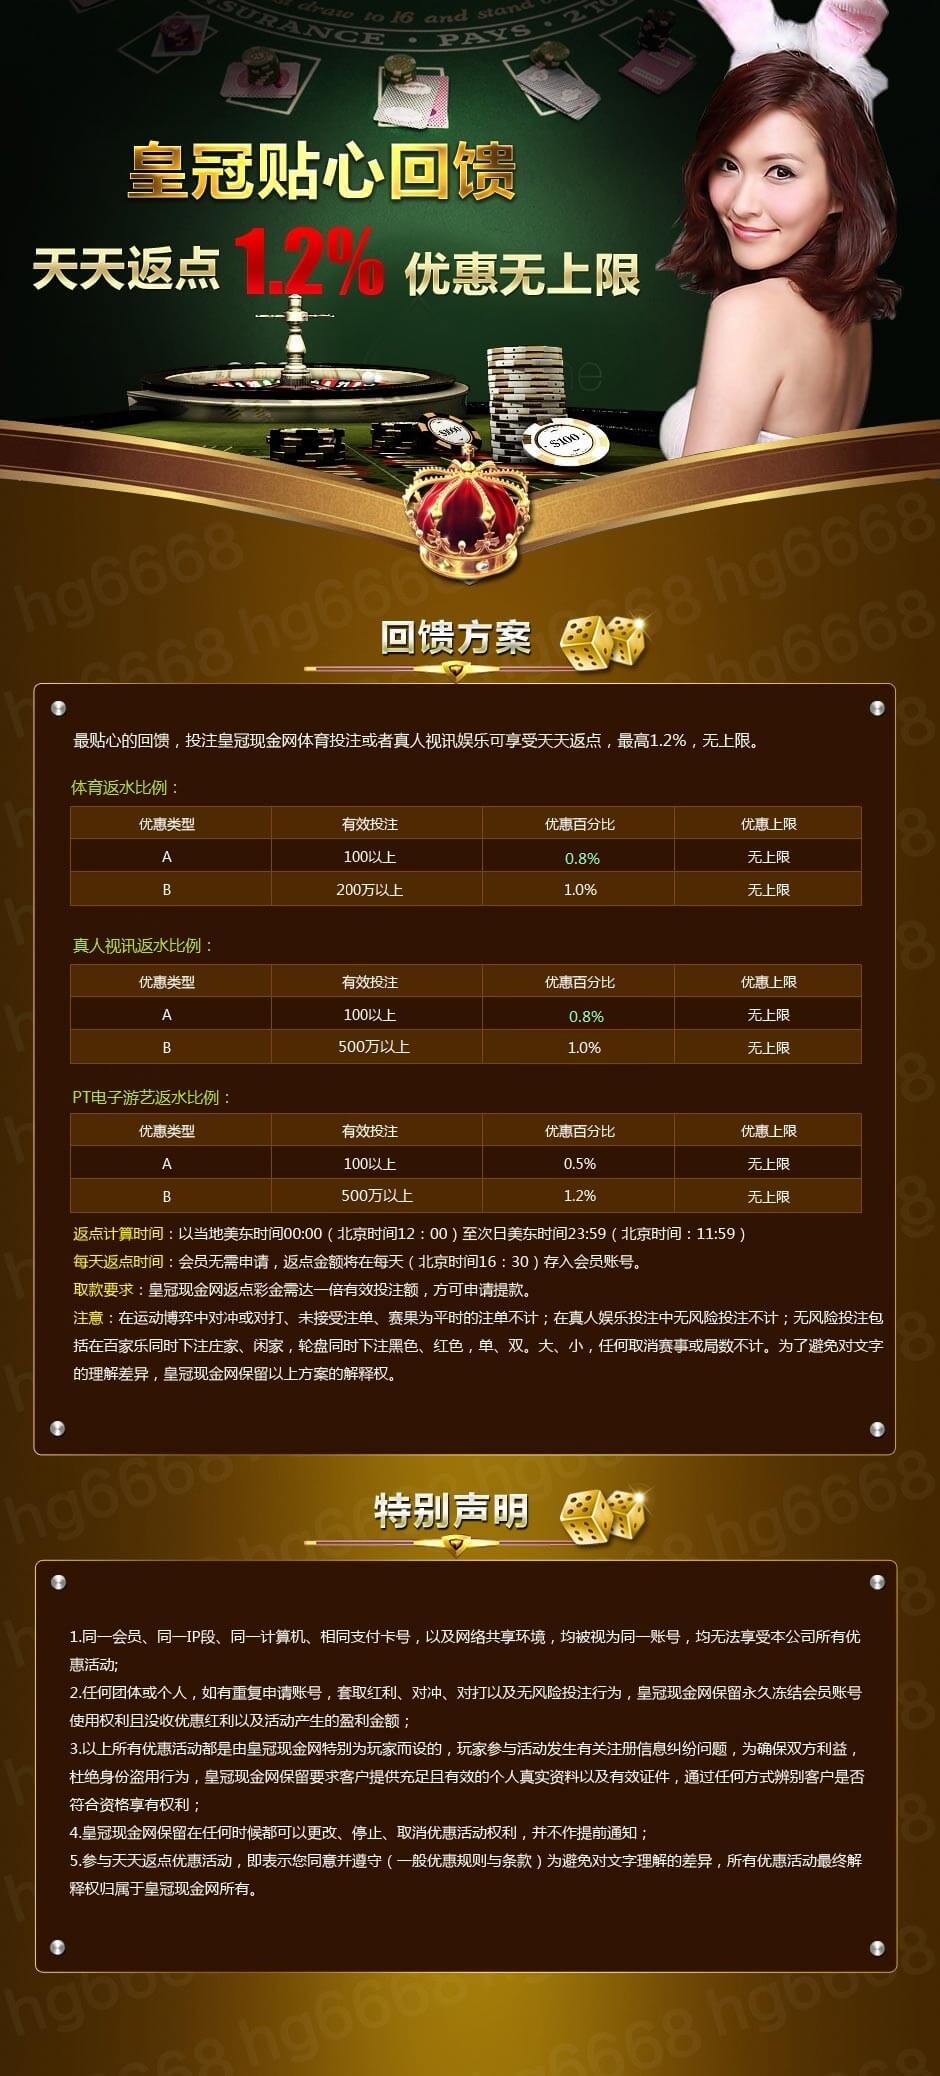 draw to 16 and stand
INSURANCE • PAYS • 2 TO
皇冠贴心回馈
天天返点 1.2% 优惠无上限
$100
hg6668
回馈方案
最贴心的回馈，投注皇冠现金网体育投注或者真人视讯娱乐可享受天天返点，最高1.2%，无上限。
体育返水比例：
优惠类型 有效投注 优惠百分比 优惠上限
A 100以上 0.8% 无上限
B 200万以上 1.0% 无上限
真人视讯返水比例：
优惠类型 有效投注 优惠百分比 优惠上限
A 100以上 0.8% 无上限
B 500万以上 1.0% 无上限
PT电子游艺返水比例：
优惠类型 有效投注 优惠百分比 优惠上限
A 100以上 0.5% 无上限
B 500万以上 1.2% 无上限
返点计算时间：以当地美东时间00:00（北京时间12：00）至次日美东时间23:59（北京时间：11:59）
每天返点时间：会员无需申请，返点金额将在每天（北京时间16：30）存入会员账号。
取款要求：皇冠现金网返点彩金需达一倍有效投注额，方可申请提款。
注意：在运动博弈中对冲或对打、未接受注单、赛果为平时的注单不计；在真人娱乐投注中无风险投注不计；无风险投注包
括在百家乐同时下注庄家、闲家，轮盘同时下注黑色、红色，单、双。大、小，任何取消赛事或局数不计。为了避免对文字
的理解差异，皇冠现金网保留以上方案的解释权。
特别声明
1.同一会员、同一IP段、同一计算机、相同支付卡号，以及网络共享环境，均被视为同一账号，均无法享受本公司所有优
惠活动;
2.任何团体或个人，如有重复申请账号，套取红利、对冲、对打以及无风险投注行为，皇冠现金网保留永久冻结会员账号
使用权利且没收优惠红利以及活动产生的盈利金额；
3.以上所有优惠活动都是由皇冠现金网特别为玩家而设的，玩家参与活动发生有关注册信息纠纷问题，为确保双方利益，
杜绝身份盗用行为，皇冠现金网保留要求客户提供充足且有效的个人真实资料以及有效证件，通过任何方式辨别客户是否
符合资格享有权利；
4.皇冠现金网保留在任何时候都可以更改、停止、取消优惠活动权利，并不作提前通知；
5.参与天天返点优惠活动，即表示您同意并遵守（一般优惠规则与条款）为避免对文字理解的差异，所有优惠活动最终解
释权归属于皇冠现金网所有。